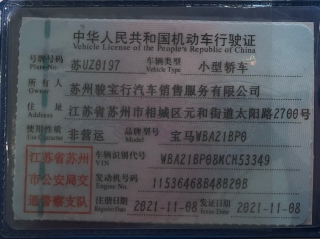 中华人民共和国机动车行驶证
Vehicle License of the People's Republic of China
号牌号码 Plate No. 苏UZ0197 车辆类型 Vehicle Type 小型轿车
所有人 Owner 苏州骏宝行汽车销售服务有限公司
住址 Address 江苏省苏州市相城区元和街道太阳路2700号
使用性质 Use Character 非营运 品牌型号 Model 宝马WBA21BP0
江苏省苏州
市公安局交
通警察支队
车辆识别代号 VIN WBA21BP08MCH53349
发动机号码 Engine No. 11536468B48B29B
注册日期 Register Date 2021-11-08 发证日期 Issue Date 2021-11-08